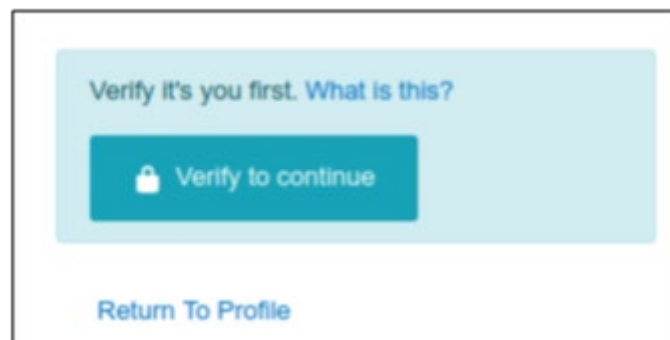 Verify it's you first. What is this?
Verify to continue
Return To Profile